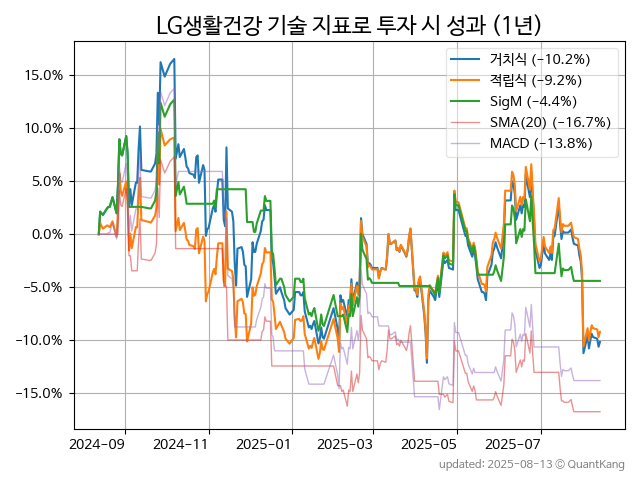 LG생활건강 기술 지표로 투자 시 성과 (1년)
거치식 (−10.2%)
적립식 (−9.2%)
SigM (−4.4%)
SMA(20) (−16.7%)
MACD (−13.8%)
15.0%
10.0%
5.0%
0.0%
−5.0%
−10.0%
−15.0%
2024-09 2024-11 2025-01 2025-03 2025-05 2025-07
updated: 2025-08-13 © QuantKang